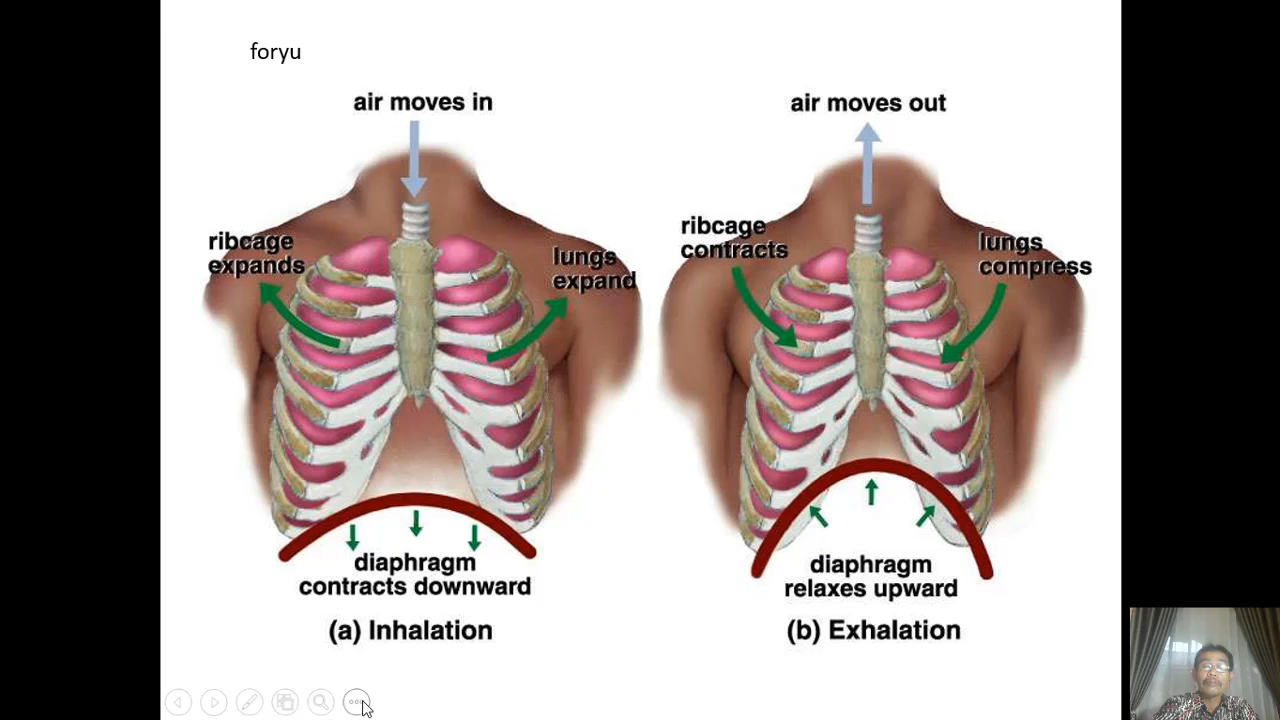 foryu
air moves in
ribcage
expands
lungs
expand
diaphragm
contracts downward
(a) Inhalation
air moves out
ribcage
contracts
lungs
compress
diaphragm
relaxes upward
(b) Exhalation